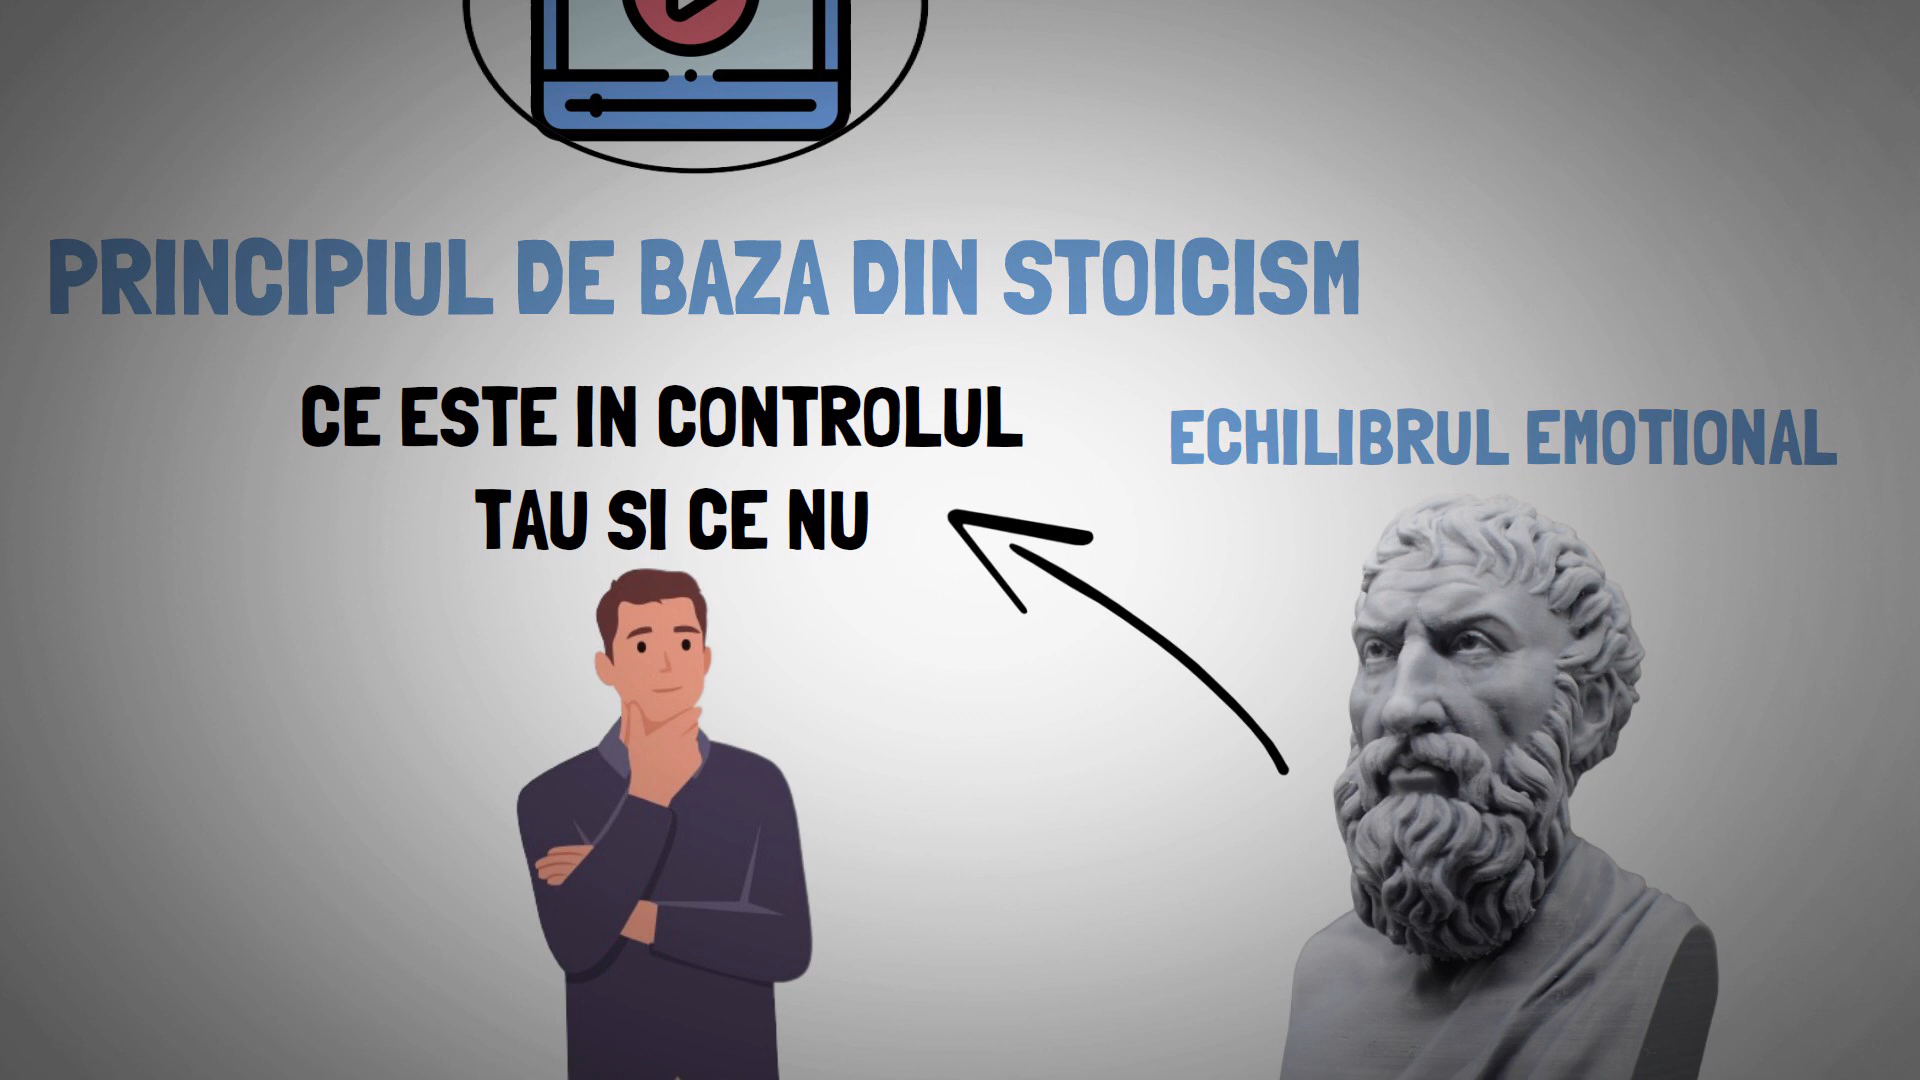 PRINCIPIUL DE BAZA DIN STOICISM
CE ESTE IN CONTROLUL
TAU SI CE NU
ECHILIBRUL EMOTIONAL